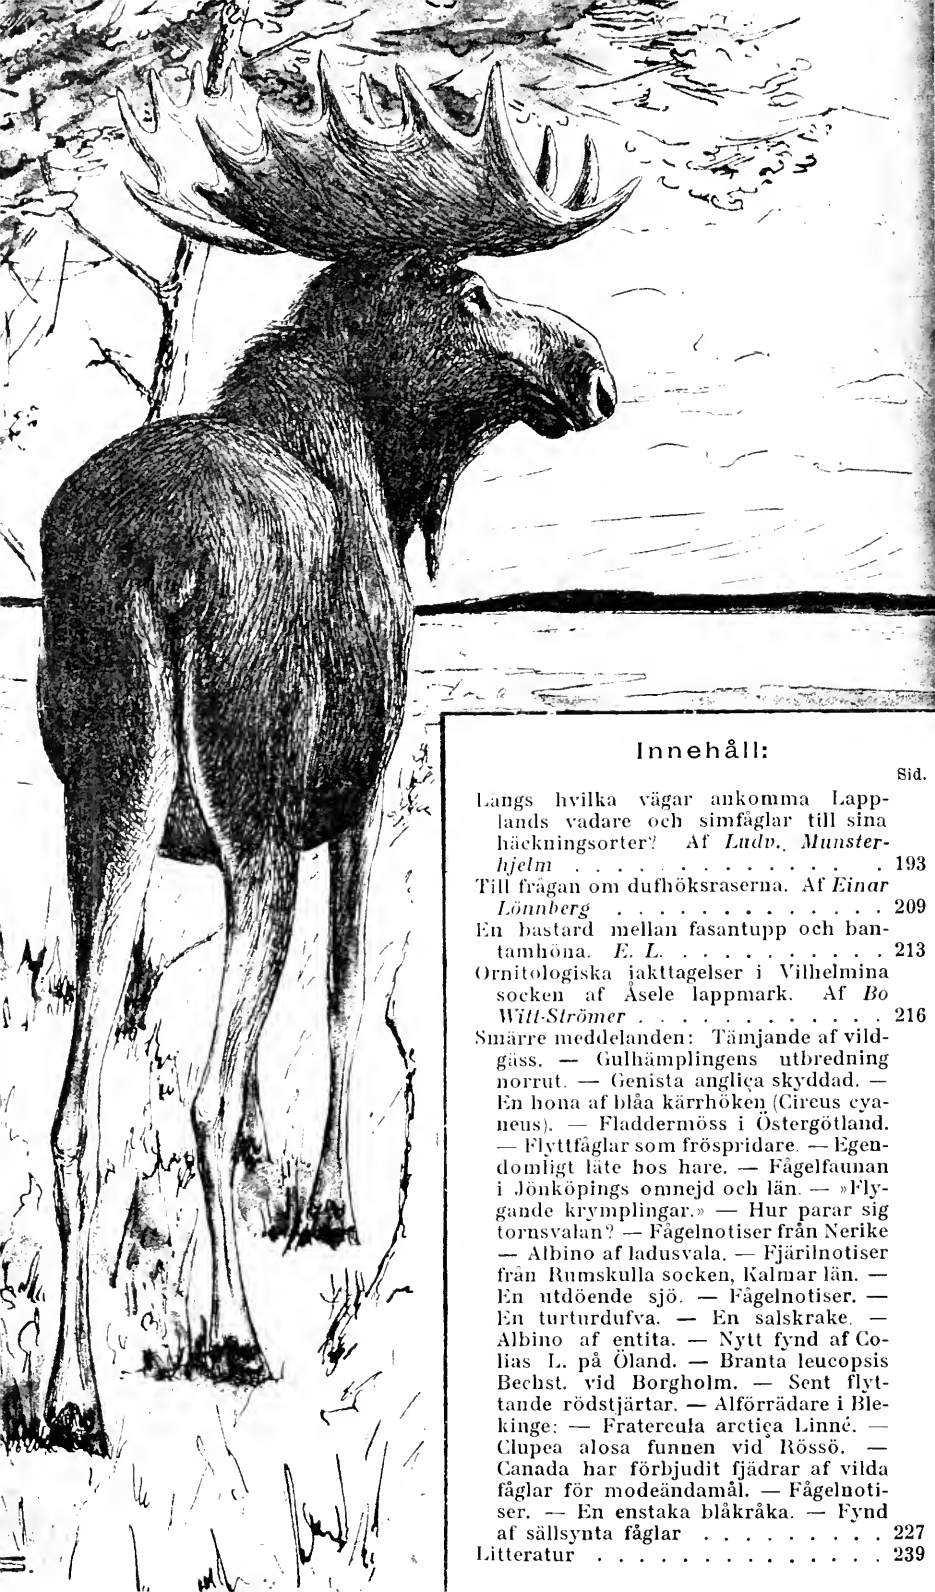 Innehåll:
Sid.
Längs hvilka vägar ankomma Lapp-
lands vadare och simfåglar till sina
häckningsorter? Af Ludv. Munster-
hjelm . . . . . . . . . . . . . . . 193
Till frågan om dufhöksraserna. Af Einar
Lönnberg . . . . . . . . . . . . . 209
En bastard mellan fasantupp och ban-
tamhöna. E. L. . . . . . . . . . . . 213
Ornitologiska iakttagelser i Vilhelmina
socken af Åsele lappmark. Af Bo
Witt-Strömer . . . . . . . . . . . . 216
Smärre meddelanden: Tämjande af vild-
gäss. — Gulhämplingens utbredning
norrut. — Genista anglica skyddad. —
En hona af blåa kärrhöken (Circus cya-
neus). — Fladdermöss i Östergötland.
— Flyttfåglar som fröspridare. — Egen-
domligt läte hos hare. — Fågelfaunan
i Jönköpings omnejd och län. — »Fly-
gande krymplingar.» — Hur parar sig
tornsvalan? — Fågelnotiser från Nerike
— Albino af ladusvala. — Fjärilnotiser
från Rumskulla socken, Kalmar län. —
En utdöende sjö. — Fågelnotiser. —
En turturdufva. — En salskrake. —
Albino af entita. — Nytt fynd af Co-
lias L. på Öland. — Branta leucopsis
Bechst. vid Borgholm. — Sent flyt-
tande rödstjärtar. — Alförrädare i Ble-
kinge: — Fratercula arctica Linné. —
Clupea alosa funnen vid Rössö. —
Canada har förbjudit fjädrar af vilda
fåglar för modeändamål. — Fågelnoti-
ser. — En enstaka blåkråka. — Fynd
af sällsynta fåglar . . . . . . . . . 227
Litteratur . . . . . . . . . . . . . . 239